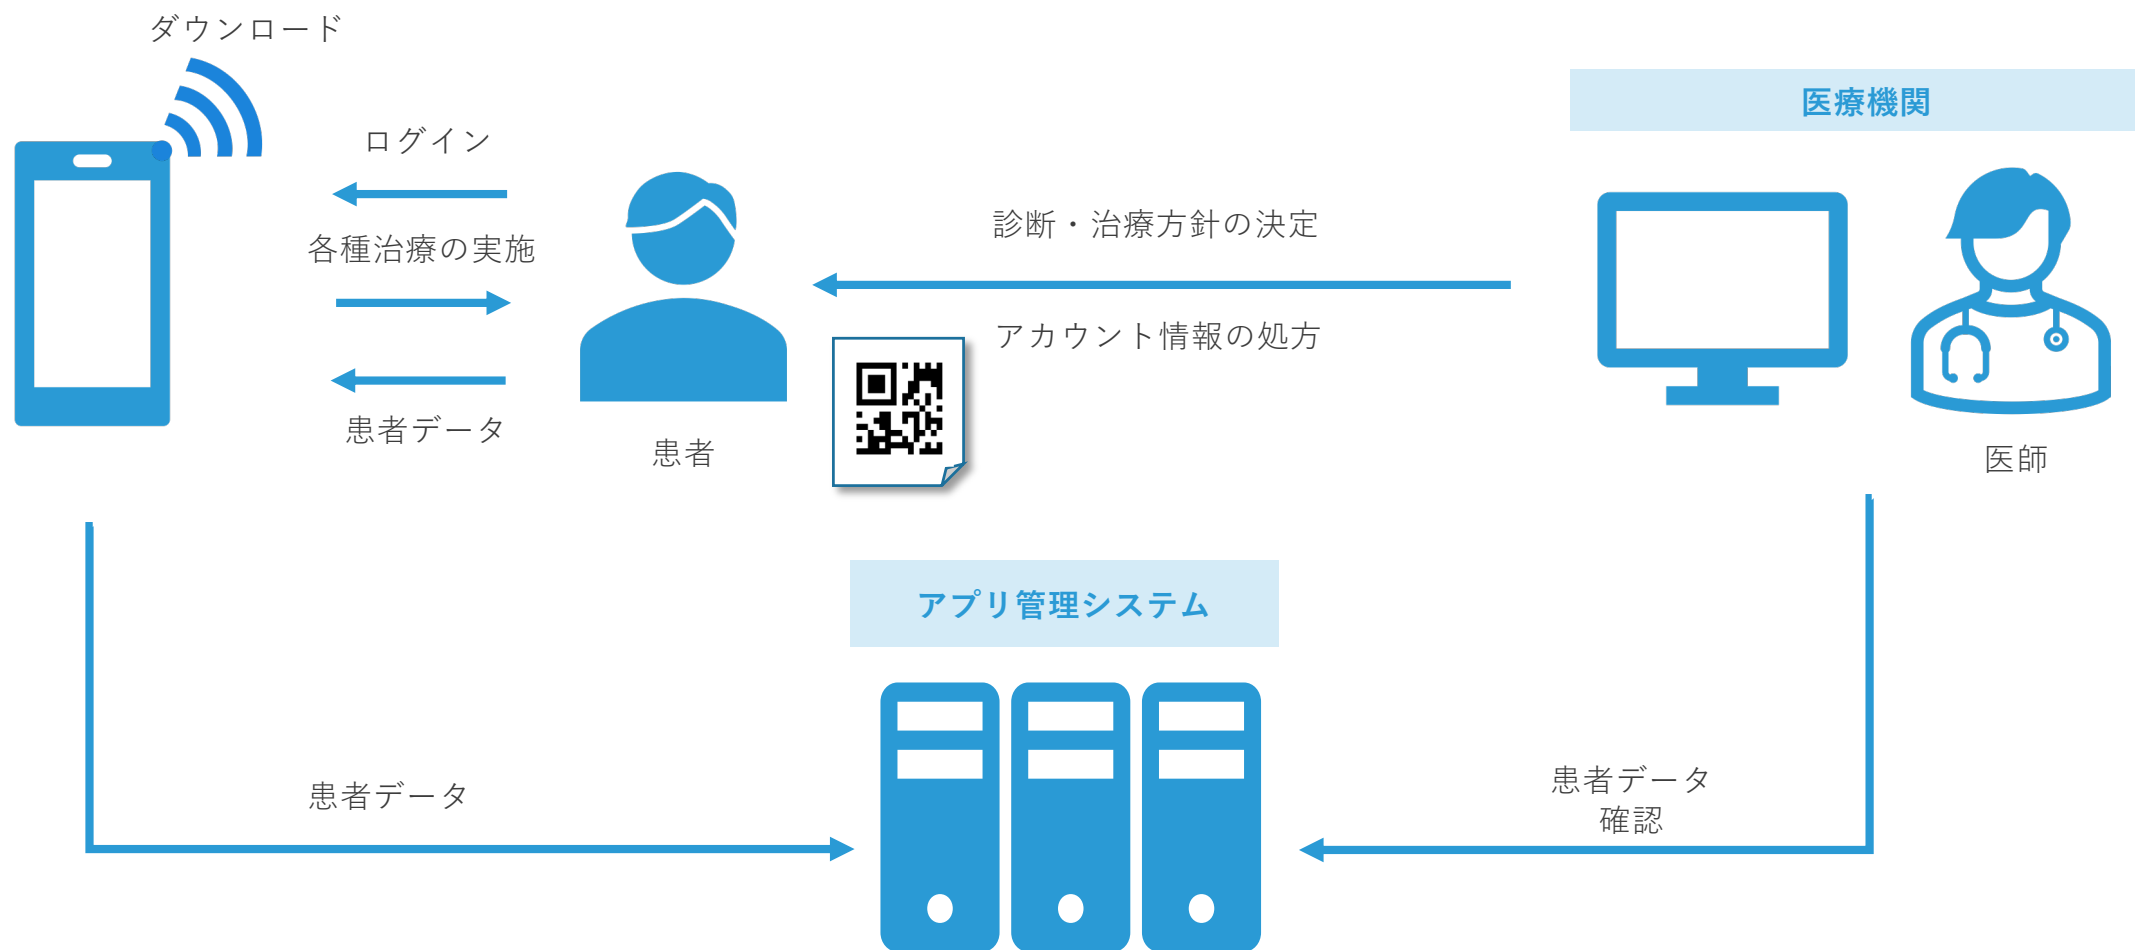 ダウンロード
医療機関
ログイン
診断・治療方針の決定
各種治療の実施
アカウント情報の処方
患者データ
患者
医師
アプリ管理システム
患者データ
患者データ
確認